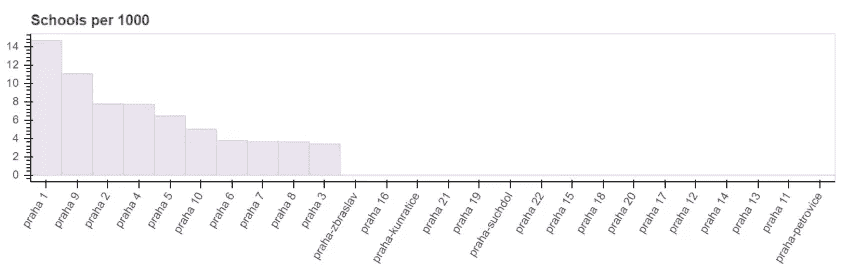 Schools per 1000
14
12
10
8
6
4
2
0
praha 1
praha 9
praha 2
praha 4
praha 5
praha 10
praha 6
praha 7
praha 8
praha 3
praha-zbraslav
praha 16
praha-kunratice
praha 21
praha 19
praha-suchdol
praha 22
praha 15
praha 18
praha 20
praha 17
praha 12
praha 14
praha 13
praha 11
praha-petrovice